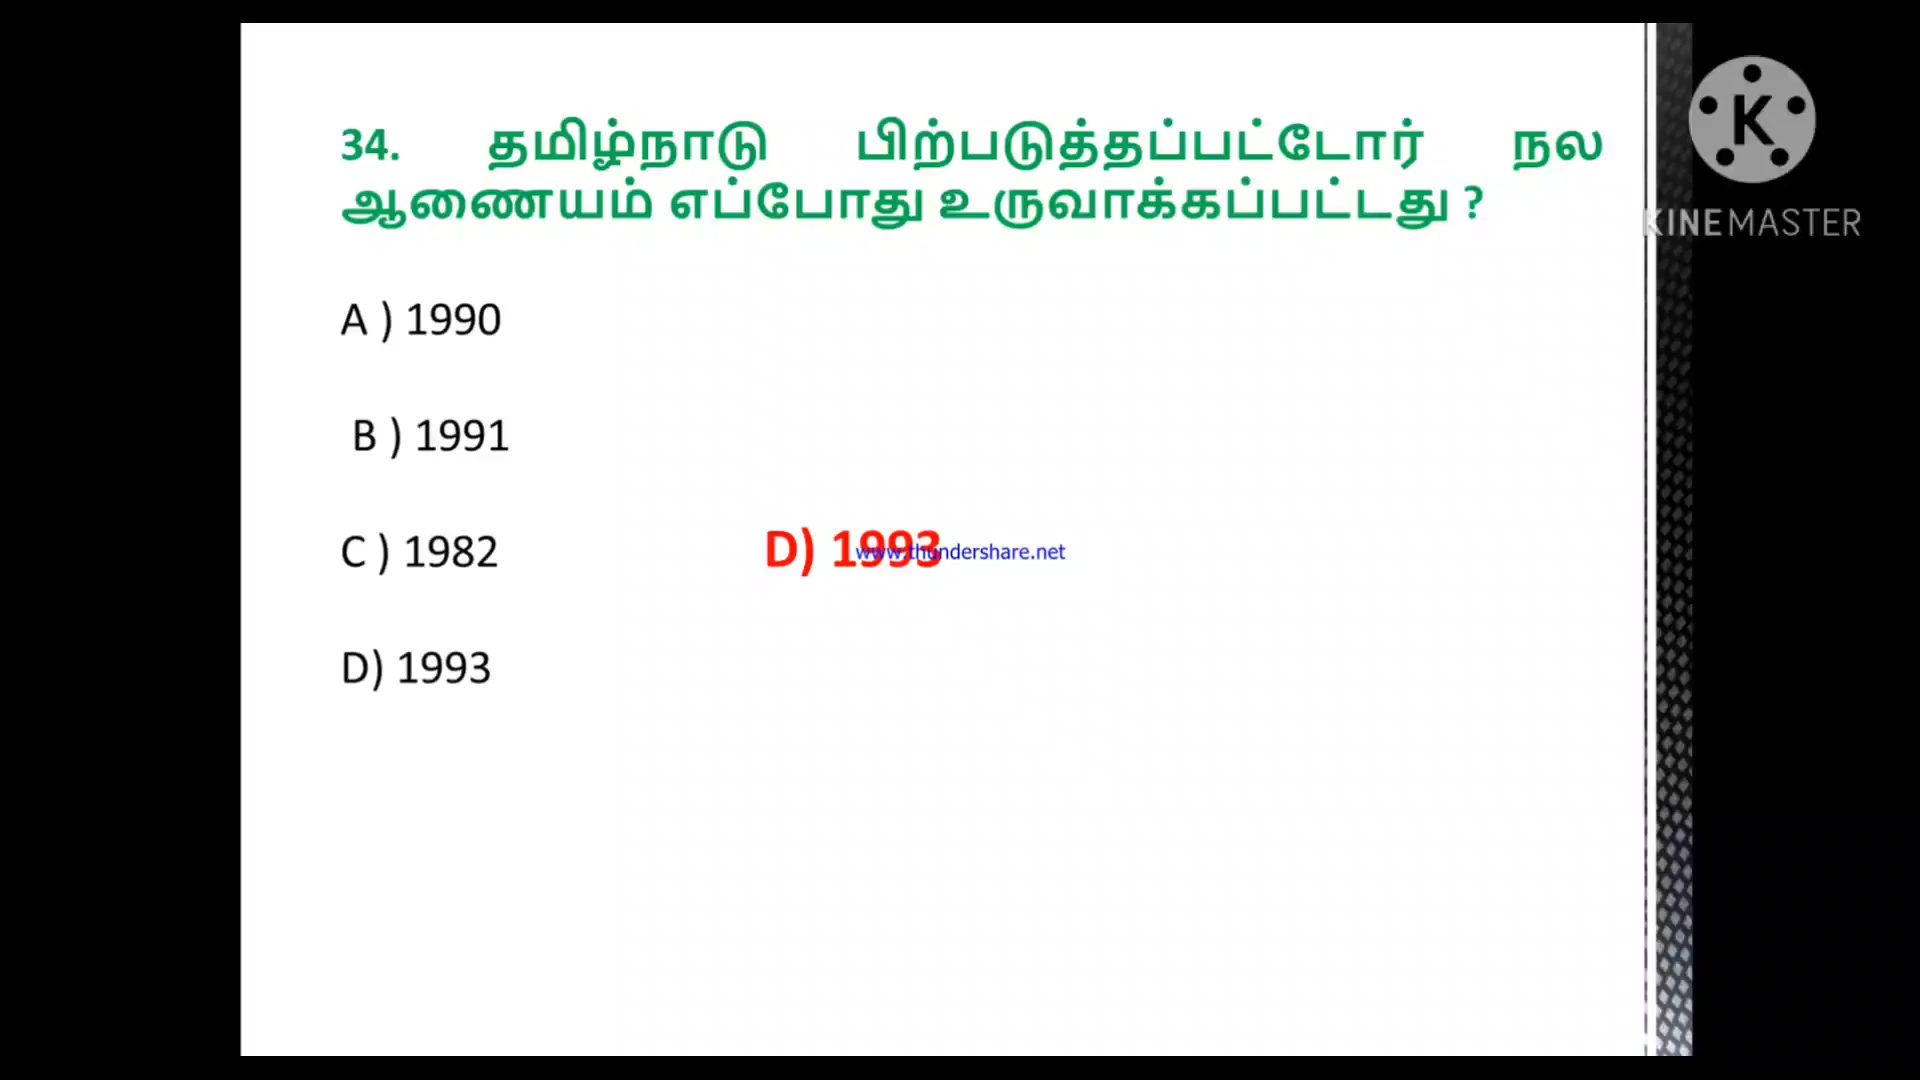 34. தமிழ்நாடு பிற்படுத்தப்பட்டோர் நல
ஆணையம் எப்போது உருவாக்கப்பட்டது ?
A ) 1990
B ) 1991
C ) 1982
D) 1993
www.thundershare.net
D) 1993
K
KINEMASTER